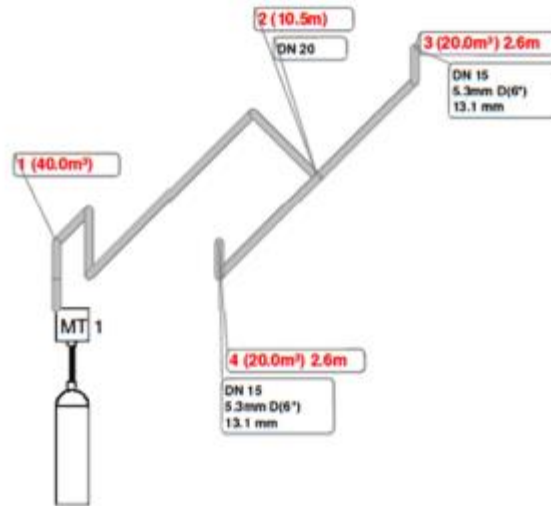 2 (10.5m)
DN 20
3 (20.0m³) 2.6m
DN 15
5.3mm D(6*)
13.1 mm
1 (40.0m³)
MT 1
4 (20.0m³) 2.6m
DN 15
5.3mm D(6*)
13.1 mm